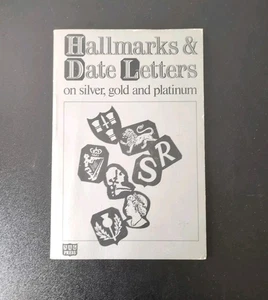 Hallmarks &
Date Letters
on silver, gold and platinum
SR